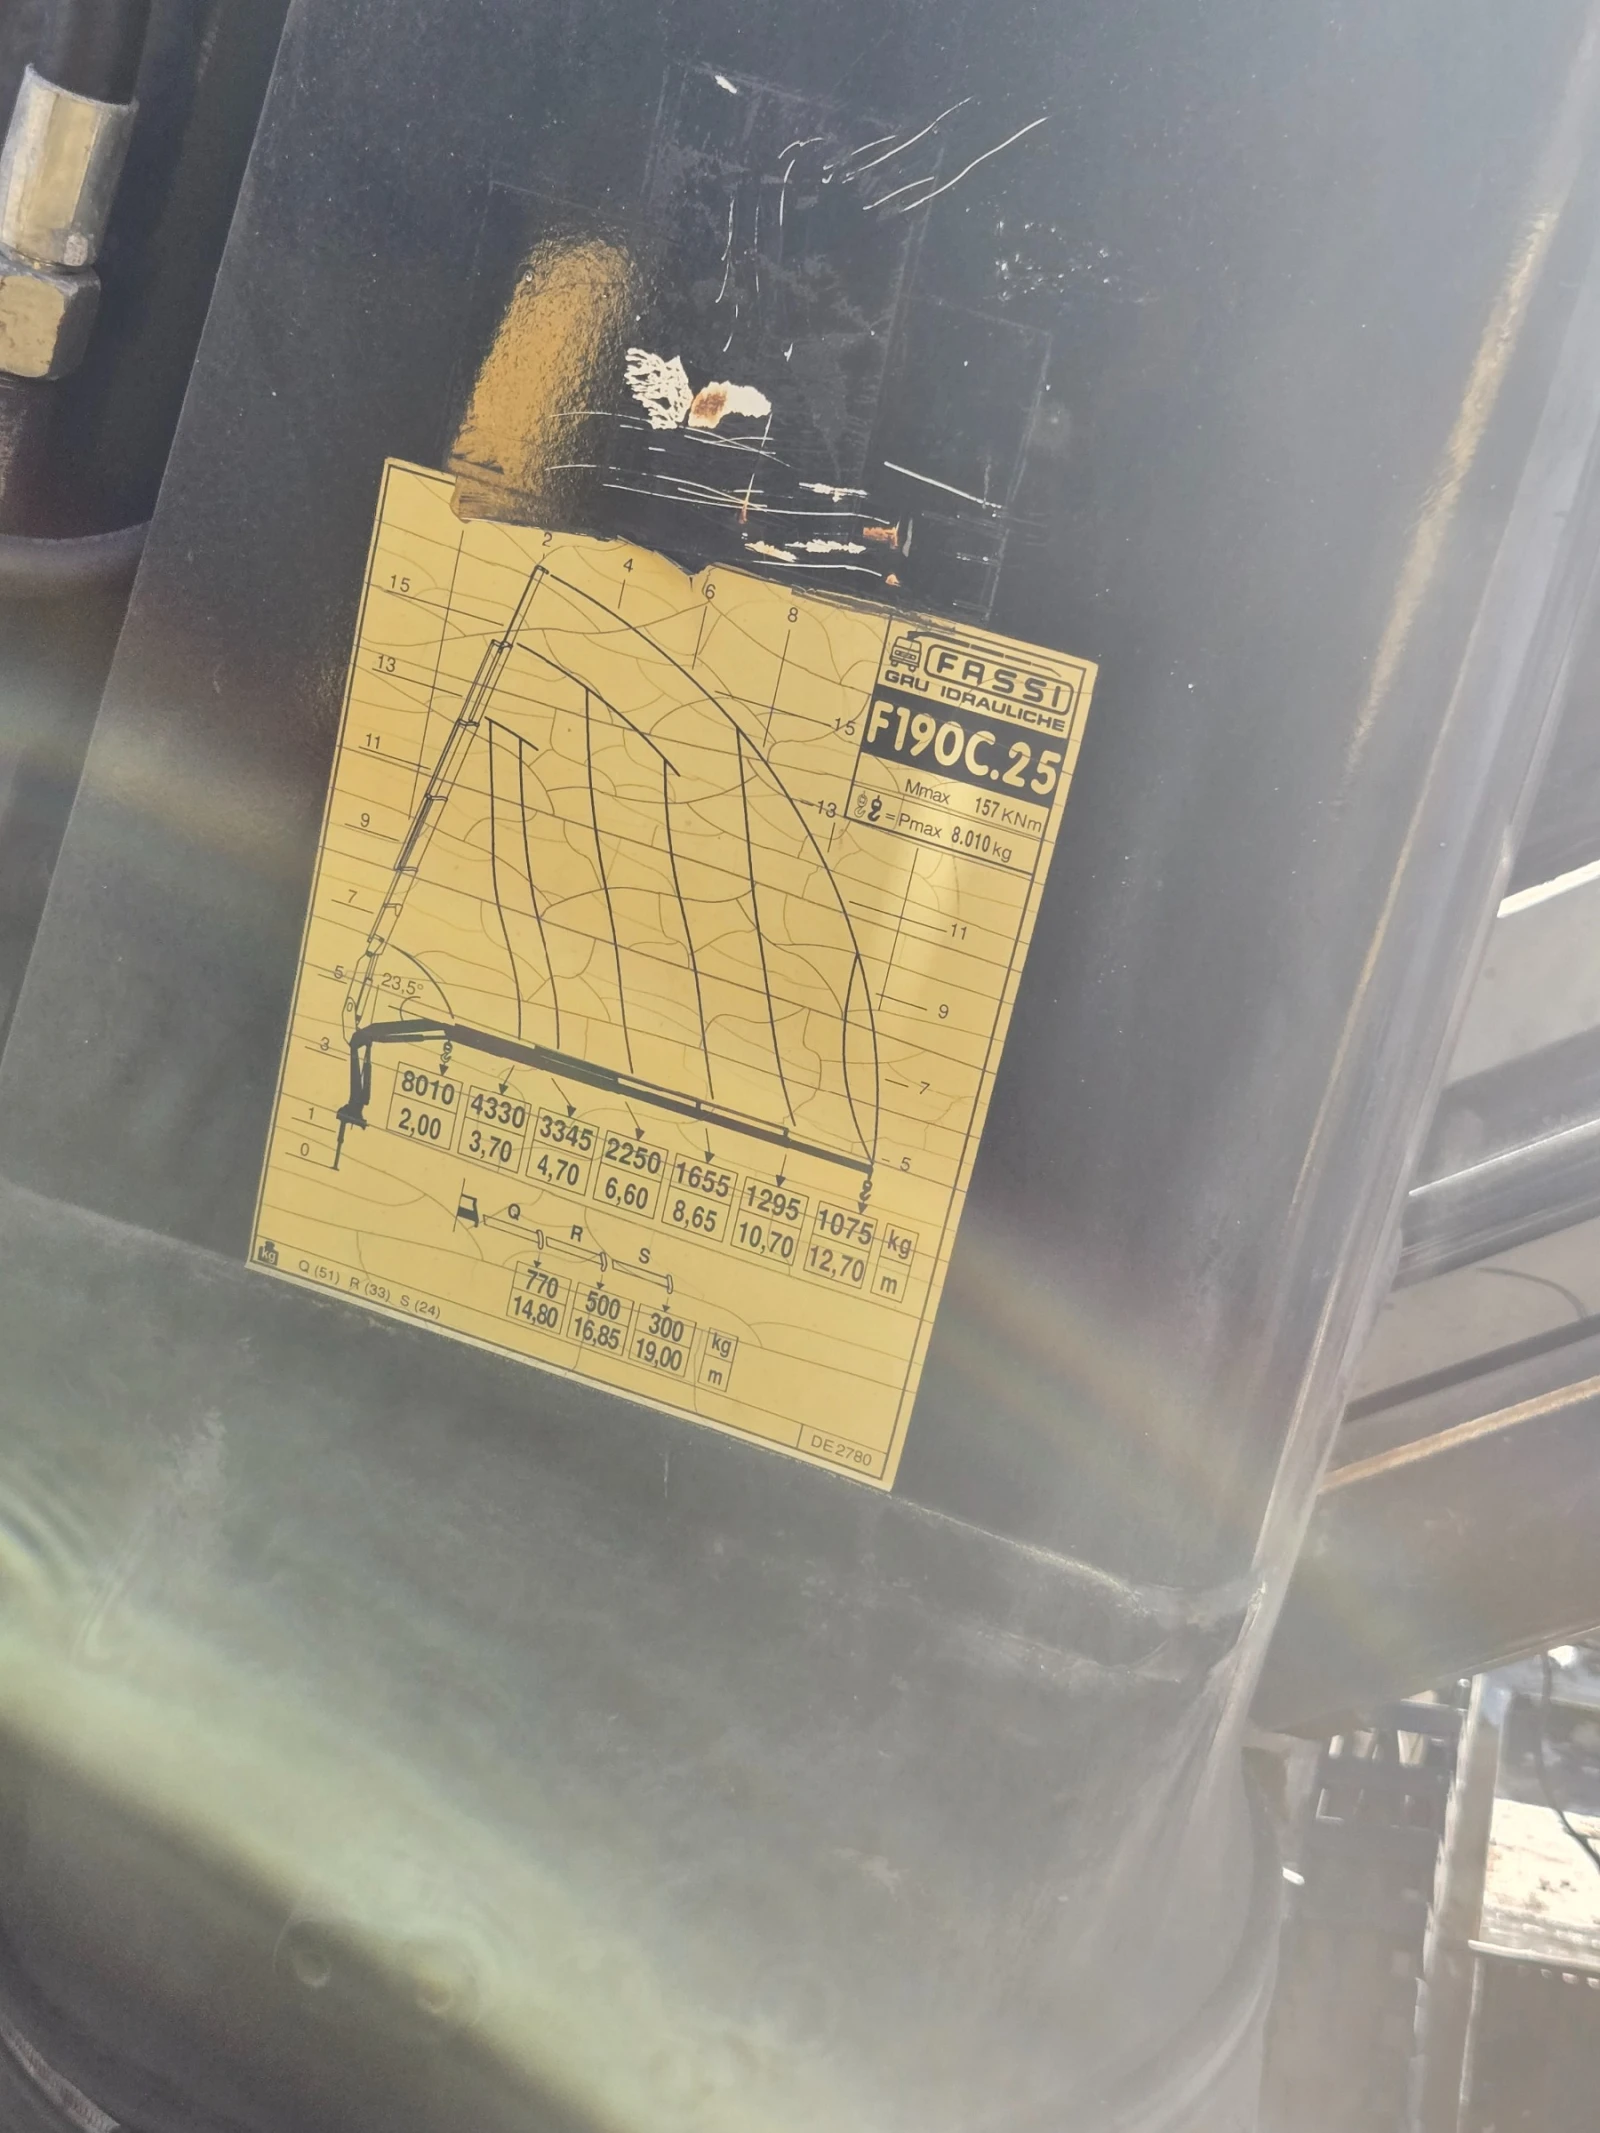 2 4 6 8
15
13
11
9
7
5
3
1
0
15
13
11
9
7
5
FASSI
GRU IDRAULICHE
F190C.25
Mmax 157 KNm
= Pmax 8.010 kg
23,5°
8010 4330 3345 2250 1655 1295 1075 kg
2,00 3,70 4,70 6,60 8,65 10,70 12,70 m
Q R S
770 500 300 kg
14,80 16,85 19,00 m
kg Q (51) R (33) S (24)
DE2780